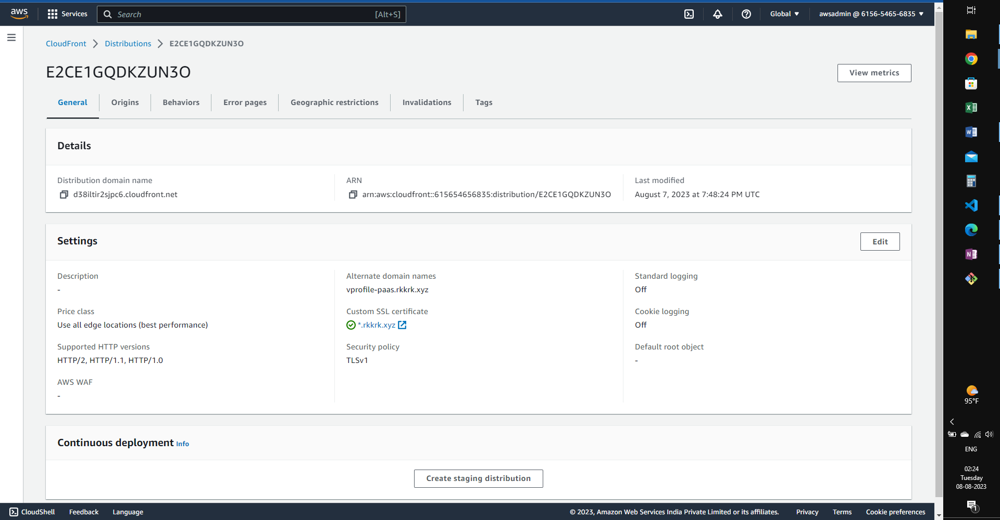 aws
Services
Search
[Alt+S]
Global
awsadmin @ 6156-5465-6835
CloudFront
Distributions
E2CE1GQDKZUN3O
E2CE1GQDKZUN3O
View metrics
General
Origins
Behaviors
Error pages
Geographic restrictions
Invalidations
Tags
Details
Distribution domain name
d38iltir2sjpc6.cloudfront.net
ARN
arn:aws:cloudfront::615654656835:distribution/E2CE1GQDKZUN3O
Last modified
August 7, 2023 at 7:48:24 PM UTC
Settings
Edit
Description
-
Price class
Use all edge locations (best performance)
Supported HTTP versions
HTTP/2, HTTP/1.1, HTTP/1.0
AWS WAF
-
Alternate domain names
vprofile-paas.rkkrk.xyz
Custom SSL certificate
*.rkkrk.xyz
Security policy
TLSv1
Standard logging
Off
Cookie logging
Off
Default root object
-
Continuous deployment Info
Create staging distribution
CloudShell
Feedback
Language
© 2023, Amazon Web Services India Private Limited or its affiliates.
Privacy
Terms
Cookie preferences
95°F
ENG
02:24
Tuesday
08-08-2023
1